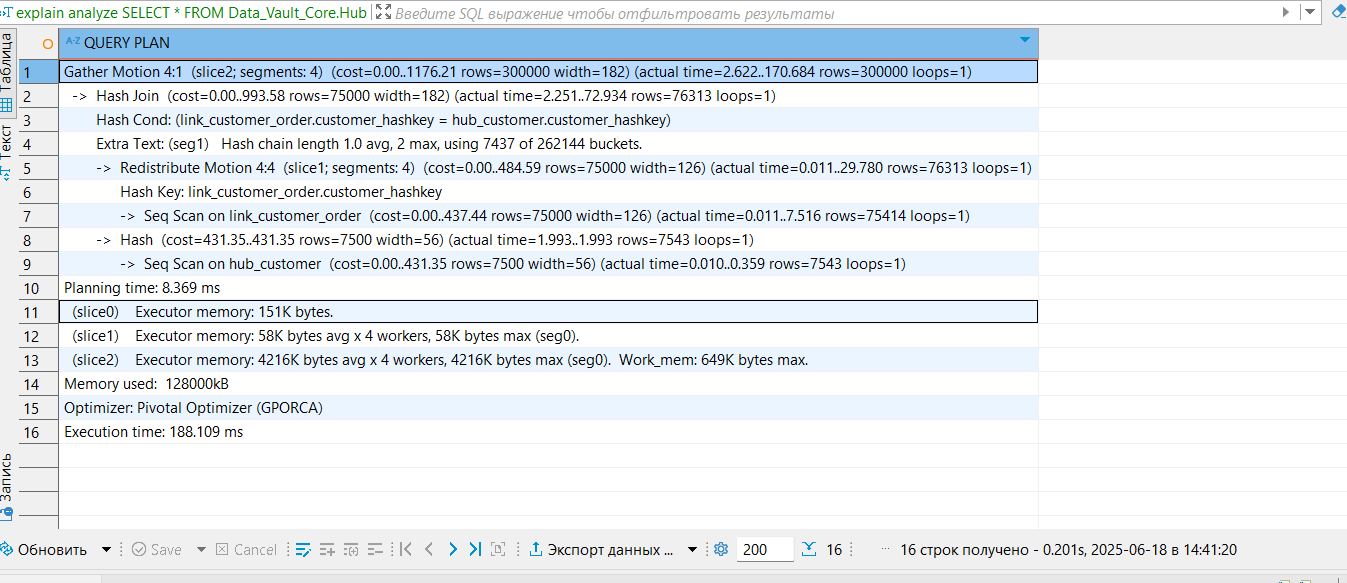 explain analyze SELECT * FROM Data_Vault_Core.Hub Введите SQL выражение чтобы отфильтровать результаты
Таблица
Текст
Запись
A-Z QUERY PLAN
1 Gather Motion 4:1 (slice2; segments: 4) (cost=0.00..1176.21 rows=300000 width=182) (actual time=2.622..170.684 rows=300000 loops=1)
2 -> Hash Join (cost=0.00..993.58 rows=75000 width=182) (actual time=2.251..72.934 rows=76313 loops=1)
3 Hash Cond: (link_customer_order.customer_hashkey = hub_customer.customer_hashkey)
4 Extra Text: (seg1) Hash chain length 1.0 avg, 2 max, using 7437 of 262144 buckets.
5 -> Redistribute Motion 4:4 (slice1; segments: 4) (cost=0.00..484.59 rows=75000 width=126) (actual time=0.011..29.780 rows=76313 loops=1)
6 Hash Key: link_customer_order.customer_hashkey
7 -> Seq Scan on link_customer_order (cost=0.00..437.44 rows=75000 width=126) (actual time=0.011..7.516 rows=75414 loops=1)
8 -> Hash (cost=431.35..431.35 rows=7500 width=56) (actual time=1.993..1.993 rows=7543 loops=1)
9 -> Seq Scan on hub_customer (cost=0.00..431.35 rows=7500 width=56) (actual time=0.010..0.359 rows=7543 loops=1)
10 Planning time: 8.369 ms
11 (slice0) Executor memory: 151K bytes.
12 (slice1) Executor memory: 58K bytes avg x 4 workers, 58K bytes max (seg0).
13 (slice2) Executor memory: 4216K bytes avg x 4 workers, 4216K bytes max (seg0). Work_mem: 649K bytes max.
14 Memory used: 128000kB
15 Optimizer: Pivotal Optimizer (GPORCA)
16 Execution time: 188.109 ms
Обновить Save Cancel Экспорт данных ... 200 16 16 строк получено - 0.201s, 2025-06-18 в 14:41:20